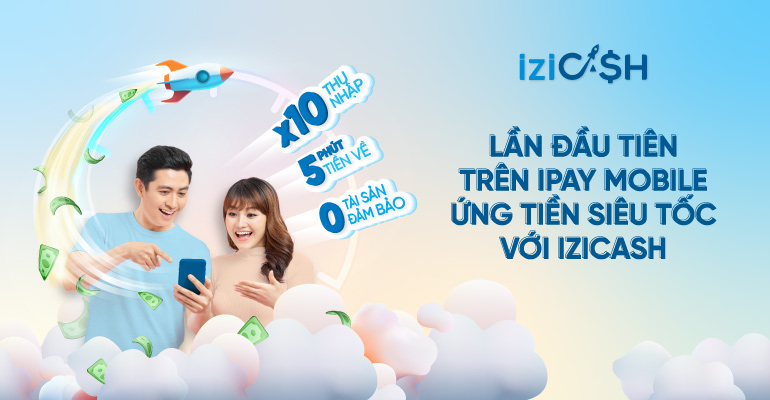 iziCA$H
x10 THU NHẬP
5 PHÚT TIỀN VỀ
0 TÀI SẢN ĐẢM BẢO
LẦN ĐẦU TIÊN
TRÊN IPAY MOBILE
ỨNG TIỀN SIÊU TỐC
VỚI IZICASH